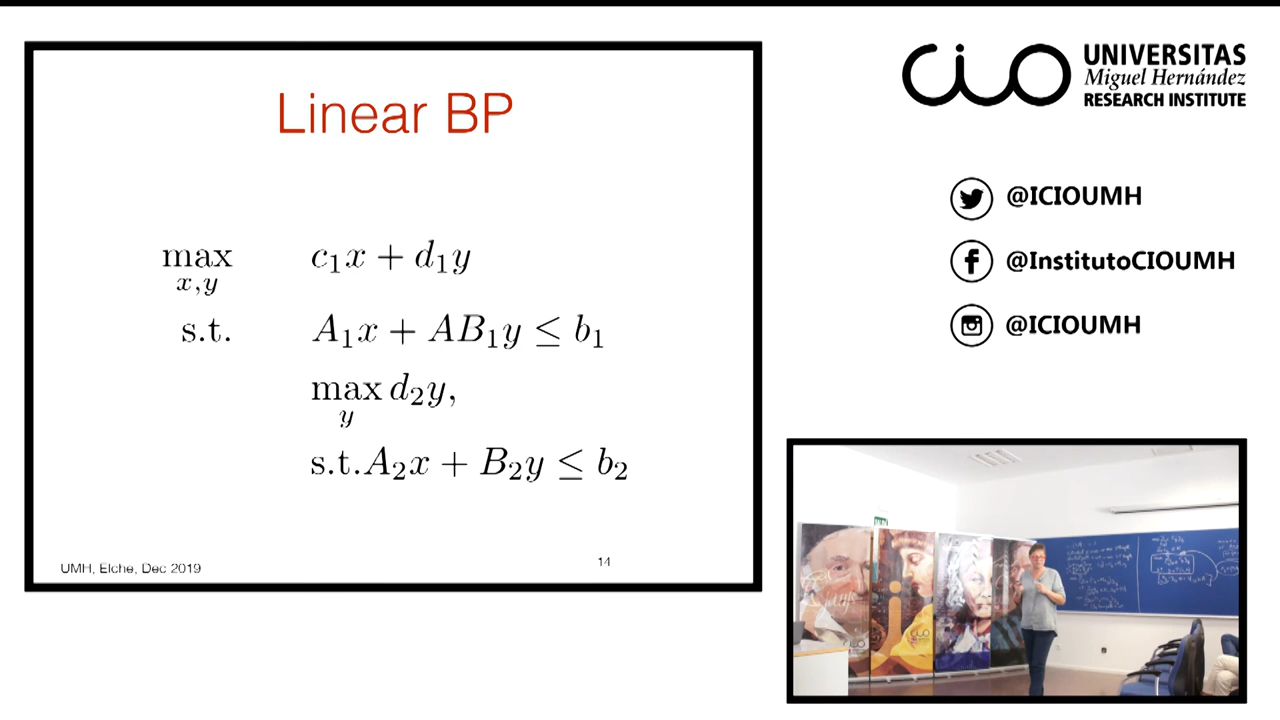 Linear BP
max c₁x + d₁y
x,y
s.t. A₁x + AB₁y ≤ b₁
max d₂y,
y
s.t.A₂x + B₂y ≤ b₂
UMH, Elche, Dec 2019
14
cio
UNIVERSITAS
Miguel Hernández
RESEARCH INSTITUTE
@ICIOUMH
@InstitutoCIOUMH
@ICIOUMH